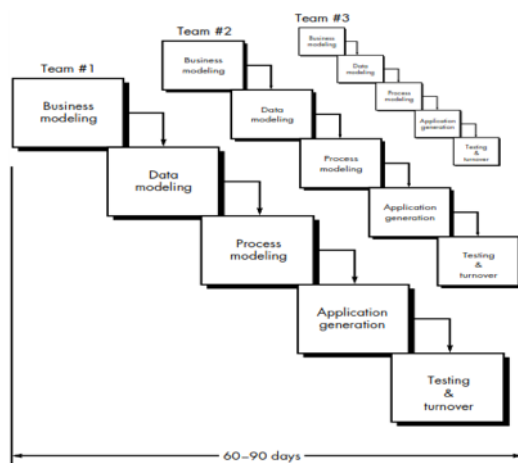 Team #1
Business
modeling
Data
modeling
Process
modeling
Application
generation
Testing
&
turnover
Team #2
Business
modeling
Data
modeling
Process
modeling
Application
generation
Testing
&
turnover
Team #3
Business
modeling
Data
modeling
Process
modeling
Application
generation
Testing
&
turnover
60–90 days